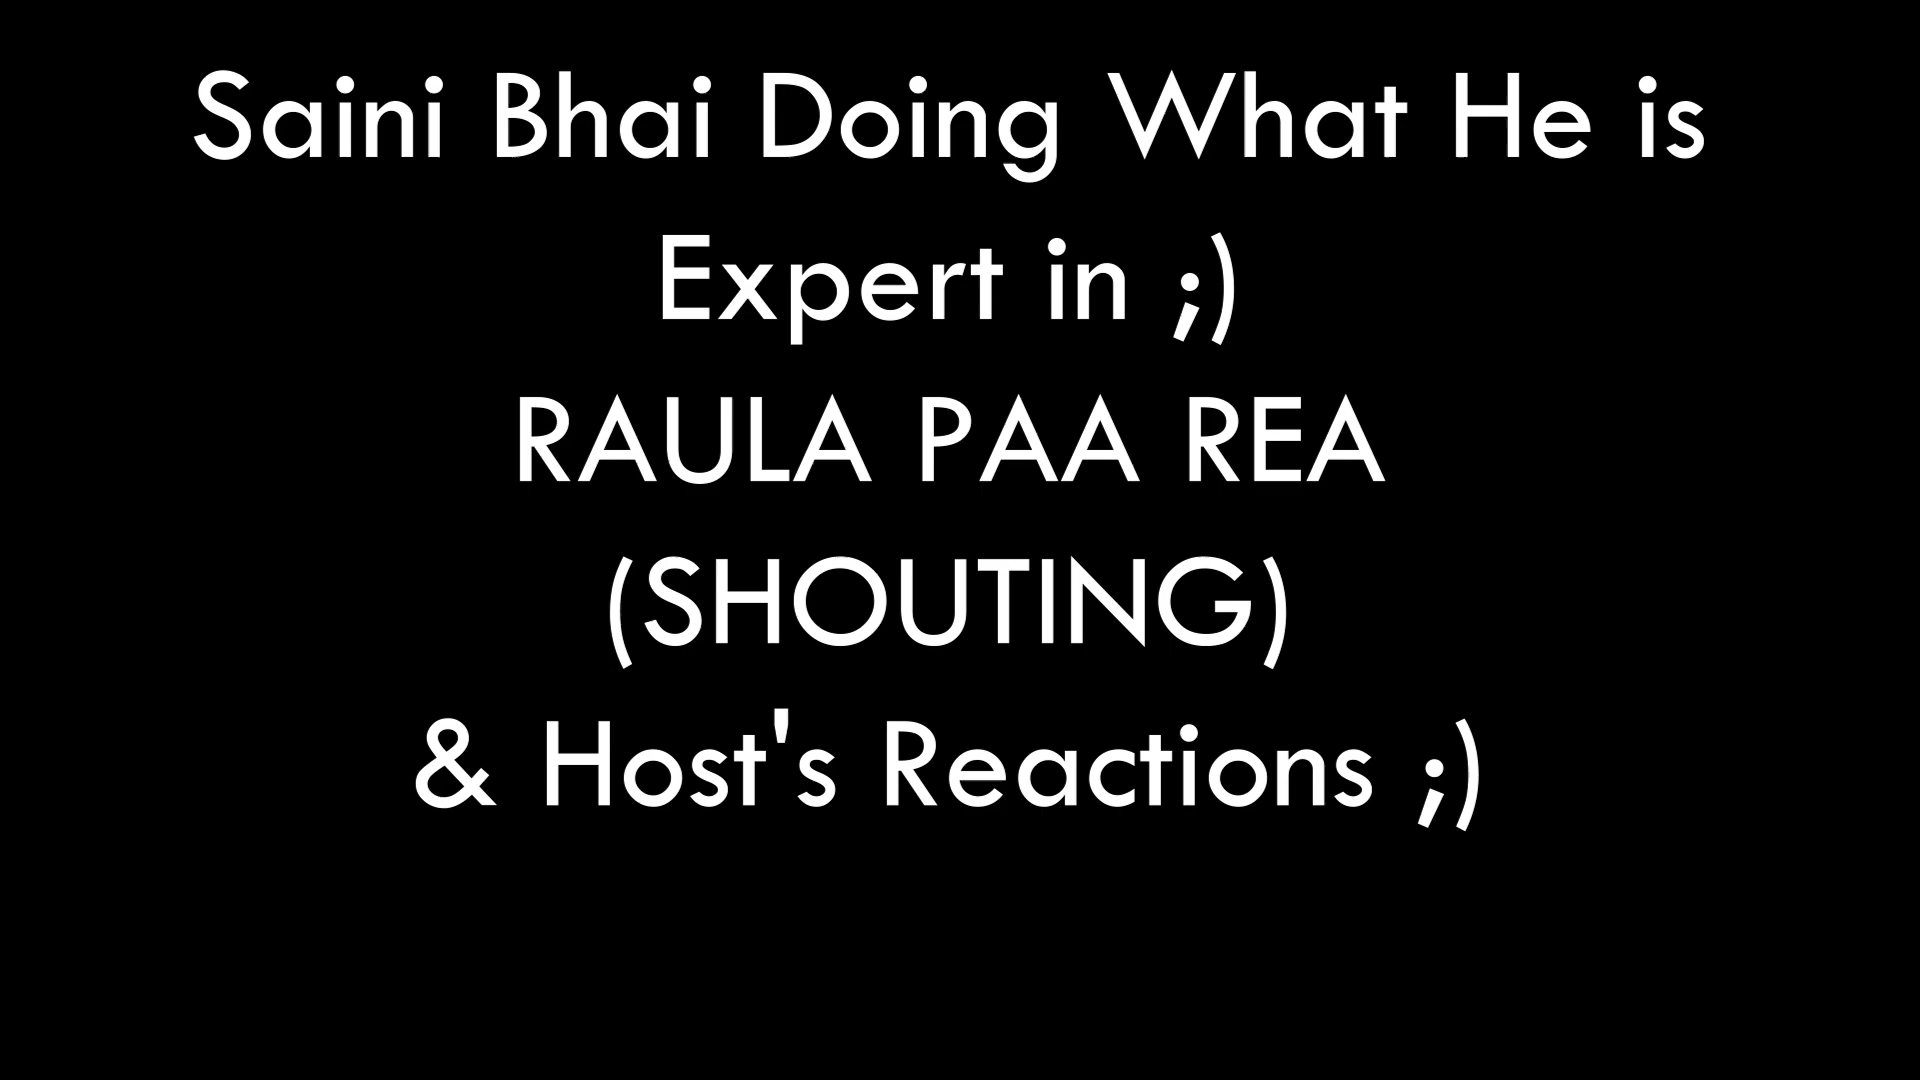 Saini Bhai Doing What He is
Expert in ;)
RAULA PAA REA
(SHOUTING)
& Host's Reactions ;)